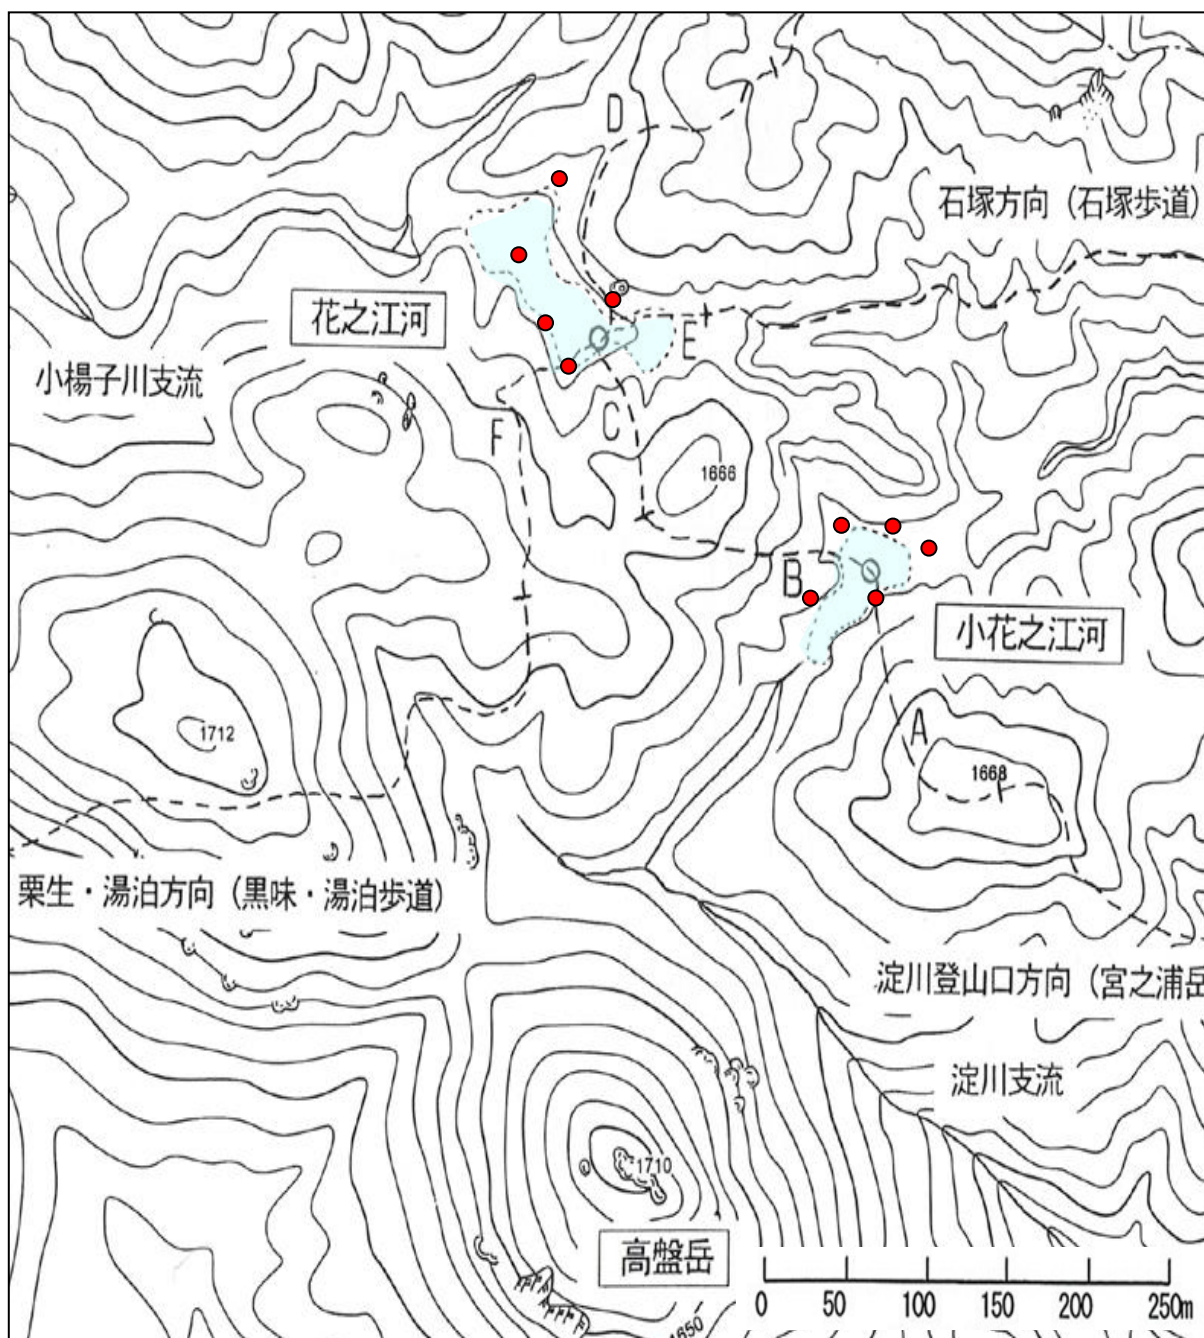 D
石塚方向（石塚歩道）
花之江河
E
小楊子川支流
C
F
1666
B
小花之江河
A
1712
1668
栗生・湯泊方向（黒味・湯泊歩道）
淀川登山口方向（宮之浦岳
淀川支流
1710
高盤岳
1650
0 50 100 150 200 250m